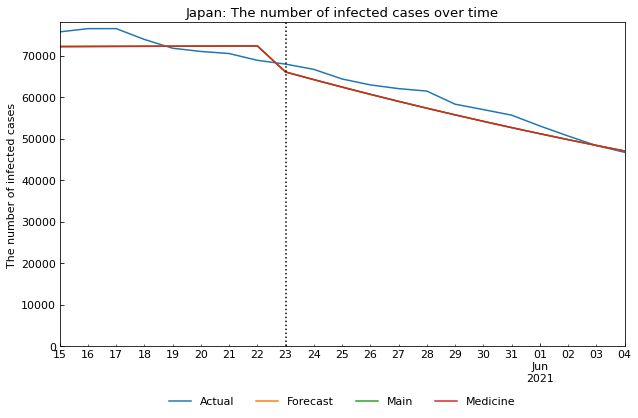 Japan: The number of infected cases over time
The number of infected cases
70000
60000
50000
40000
30000
20000
10000
0
15 16 17 18 19 20 21 22 23 24 25 26 27 28 29 30 31 01 02 03 04
Jun
2021
Actual Forecast Main Medicine